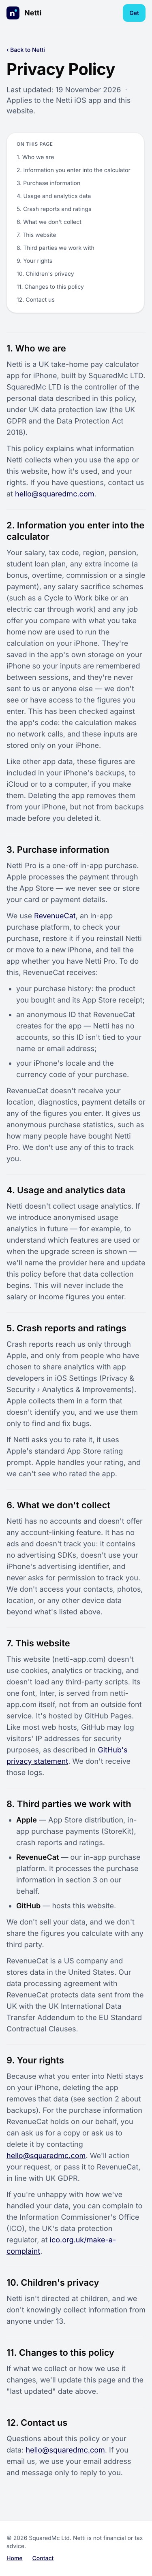 n
Netti
Get
‹ Back to Netti
Privacy Policy
Last updated: 19 November 2026 ·
Applies to the Netti iOS app and this
website.
ON THIS PAGE
1. Who we are
2. Information you enter into the calculator
3. Purchase information
4. Usage and analytics data
5. Crash reports and ratings
6. What we don't collect
7. This website
8. Third parties we work with
9. Your rights
10. Children's privacy
11. Changes to this policy
12. Contact us
1. Who we are
Netti is a UK take-home pay calculator
app for iPhone, built by SquaredMc LTD.
SquaredMc LTD is the controller of the
personal data described in this policy,
under UK data protection law (the UK
GDPR and the Data Protection Act
2018).
This policy explains what information
Netti collects when you use the app or
this website, how it's used, and your
rights. If you have questions, contact us
at hello@squaredmc.com.
2. Information you enter into the
calculator
Your salary, tax code, region, pension,
student loan plan, any extra income (a
bonus, overtime, commission or a single
payment), any salary sacrifice scheme
(such as a Cycle to Work bike or an
electric car through work) and any job
offer you compare with what you take
home now are used to run the
calculation on your iPhone. They're
saved in the app's own storage on your
iPhone so your inputs are remembered
between sessions, and they're never
sent to us or anyone else — we don't
see or have access to the figures you
enter. This has been checked against
the app's code: the calculation makes
no network calls, and these inputs are
stored only on your iPhone.
Like other app data, these figures are
included in your iPhone's backups, to
iCloud or to a computer, if you make
them. Deleting the app removes them
from your iPhone, but not from backups
made before you deleted it.
3. Purchase information
Netti Pro is a one-off in-app purchase.
Apple processes the payment through
the App Store — we never see or store
your card or payment details.
We use RevenueCat, an in-app
purchase platform, to check your
purchase, restore it if you reinstall Netti
or move to a new iPhone, and tell the
app whether you have Netti Pro. To do
this, RevenueCat receives:
• your purchase history: the product
you bought and its App Store receipt;
• an anonymous ID that RevenueCat
creates for the app — Netti has no
accounts, so this ID isn't tied to your
name or email address;
• your iPhone's locale and the
currency code of your purchase.
RevenueCat doesn't receive your
location, diagnostics, payment details or
any of the figures you enter. It gives us
anonymous purchase statistics, such as
how many people have bought Netti
Pro. We don't use any of this to track
you.
4. Usage and analytics data
Netti doesn't collect usage analytics. If
we introduce anonymised usage
analytics in future — for example, to
understand which features are used or
when the upgrade screen is shown —
we'll name the provider here and update
this policy before that data collection
begins. This will never include the
salary or income figures you enter.
5. Crash reports and ratings
Crash reports reach us only through
Apple, and only from people who have
chosen to share analytics with app
developers in iOS Settings (Privacy &
Security › Analytics & Improvements).
Apple collects them in a form that
doesn't identify you, and we use them
only to find and fix bugs.
If Netti asks you to rate it, it uses
Apple's standard App Store rating
prompt. Apple handles your rating, and
we can't see who rated the app.
6. What we don't collect
Netti has no accounts and doesn't offer
any account-linking feature. It has no
ads and doesn't track you: it contains
no advertising SDKs, doesn't use your
iPhone's advertising identifier, and
never asks for permission to track you.
We don't access your contacts, photos,
location, or any other device data
beyond what's listed above.
7. This website
This website (netti-app.com) doesn't
use cookies, analytics or tracking, and
doesn't load any third-party scripts. Its
one font, Inter, is served from netti-
app.com itself, not from an outside font
service. It's hosted by GitHub Pages.
Like most web hosts, GitHub may log
visitors' IP addresses for security
purposes, as described in GitHub's
privacy statement. We don't receive
those logs.
8. Third parties we work with
• Apple — App Store distribution, in-
app purchase payments (StoreKit),
crash reports and ratings.
• RevenueCat — our in-app purchase
platform. It processes the purchase
information in section 3 on our
behalf.
• GitHub — hosts this website.
We don't sell your data, and we don't
share the figures you calculate with any
third party.
RevenueCat is a US company and
stores data in the United States. Our
data processing agreement with
RevenueCat protects data sent from the
UK with the UK International Data
Transfer Addendum to the EU Standard
Contractual Clauses.
9. Your rights
Because what you enter into Netti stays
on your iPhone, deleting the app
removes that data (see section 2 about
backups). For the purchase information
RevenueCat holds on our behalf, you
can ask us for a copy or ask us to
delete it by contacting
hello@squaredmc.com. We'll action
your request, or pass it to RevenueCat,
in line with UK GDPR.
If you're unhappy with how we've
handled your data, you can complain to
the Information Commissioner's Office
(ICO), the UK's data protection
regulator, at ico.org.uk/make-a-
complaint.
10. Children's privacy
Netti isn't directed at children, and we
don't knowingly collect information from
anyone under 13.
11. Changes to this policy
If what we collect or how we use it
changes, we'll update this page and the
"last updated" date above.
12. Contact us
Questions about this policy or your
data: hello@squaredmc.com. If you
email us, we use your email address
and message only to reply to you.
© 2026 SquaredMc Ltd. Netti is not financial or tax
advice.
Home Contact